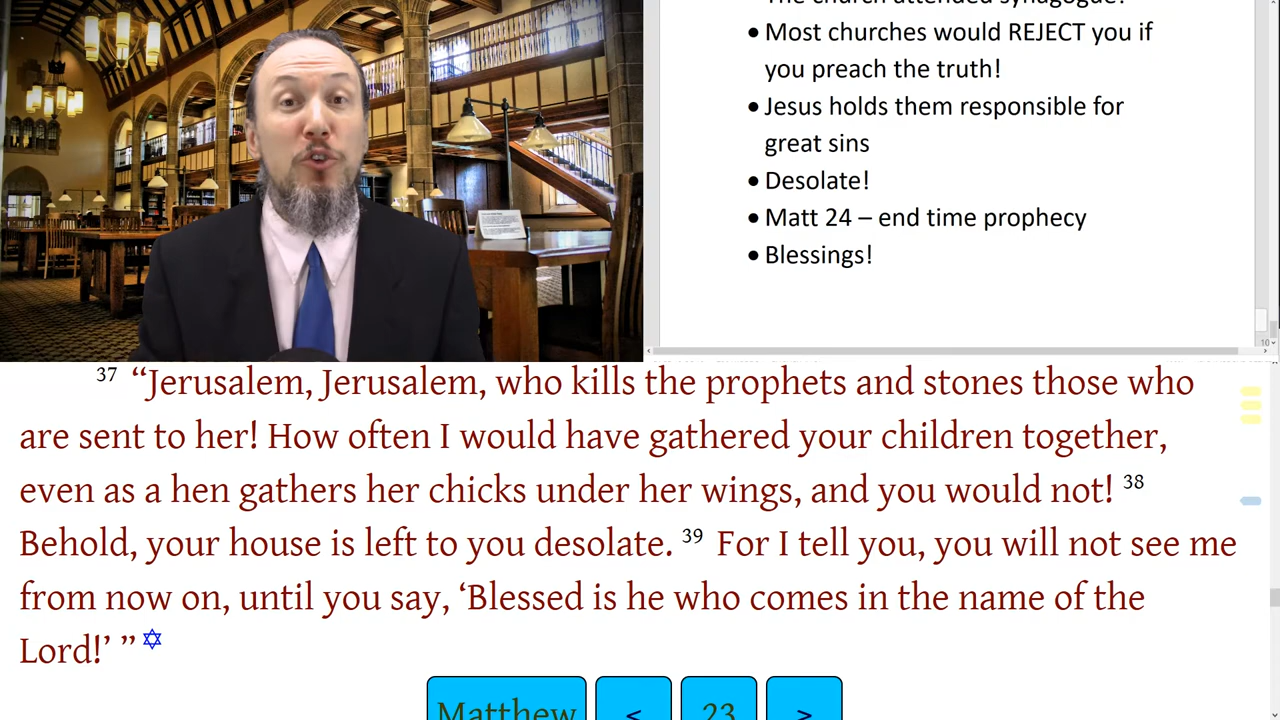 The church attended synagogue!
• Most churches would REJECT you if
you preach the truth!
• Jesus holds them responsible for
great sins
• Desolate!
• Matt 24 – end time prophecy
• Blessings!
10
37 “Jerusalem, Jerusalem, who kills the prophets and stones those who
are sent to her! How often I would have gathered your children together,
even as a hen gathers her chicks under her wings, and you would not! 38
Behold, your house is left to you desolate. 39 For I tell you, you will not see me
from now on, until you say, ‘Blessed is he who comes in the name of the
Lord!’ ” ✡
Matthew < 23 >